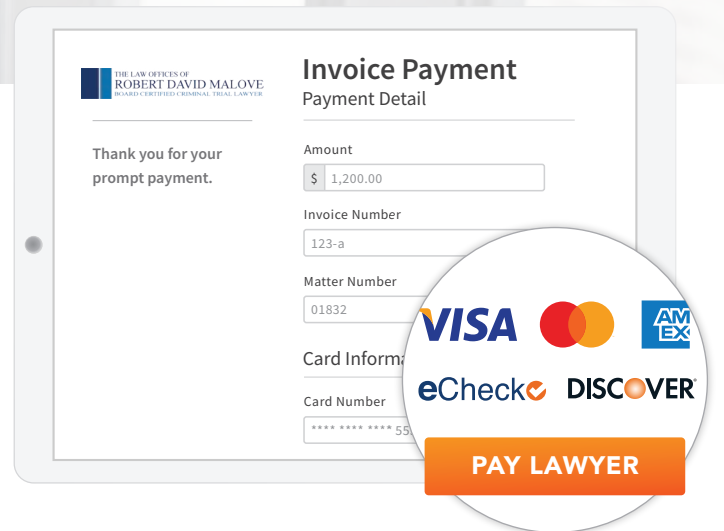 THE LAW OFFICES OF
ROBERT DAVID MALOVE
BOARD CERTIFIED CRIMINAL TRIAL LAWYER
Thank you for your
prompt payment.
Invoice Payment
Payment Detail
Amount
$ 1,200.00
Invoice Number
123-a
Matter Number
01832
Card Informa
Card Number
**** **** **** 55
VISA
AM
EX
eCheck
DISCOVER
PAY LAWYER